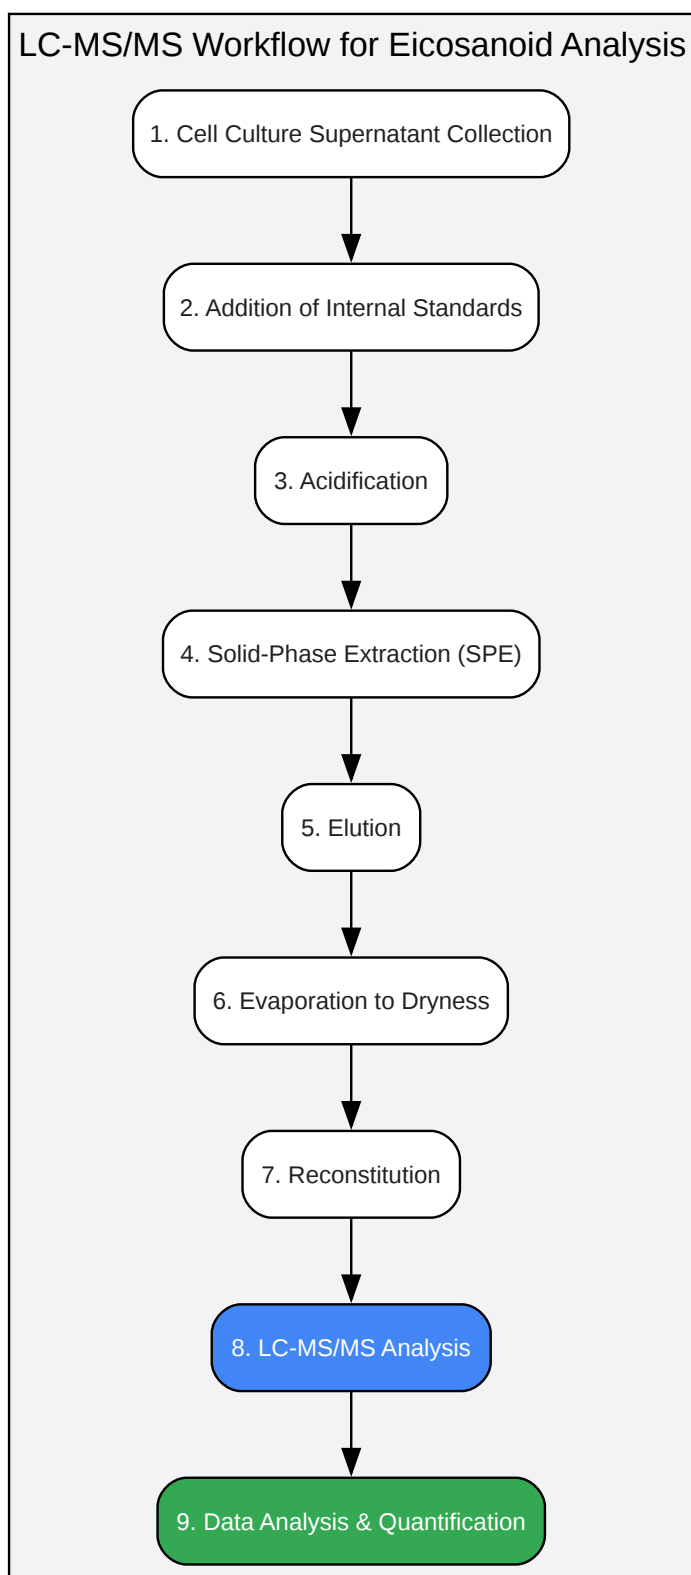 LC-MS/MS Workflow for Eicosanoid Analysis
1. Cell Culture Supernatant Collection
2. Addition of Internal Standards
3. Acidification
4. Solid-Phase Extraction (SPE)
5. Elution
6. Evaporation to Dryness
7. Reconstitution
8. LC-MS/MS Analysis
9. Data Analysis & Quantification